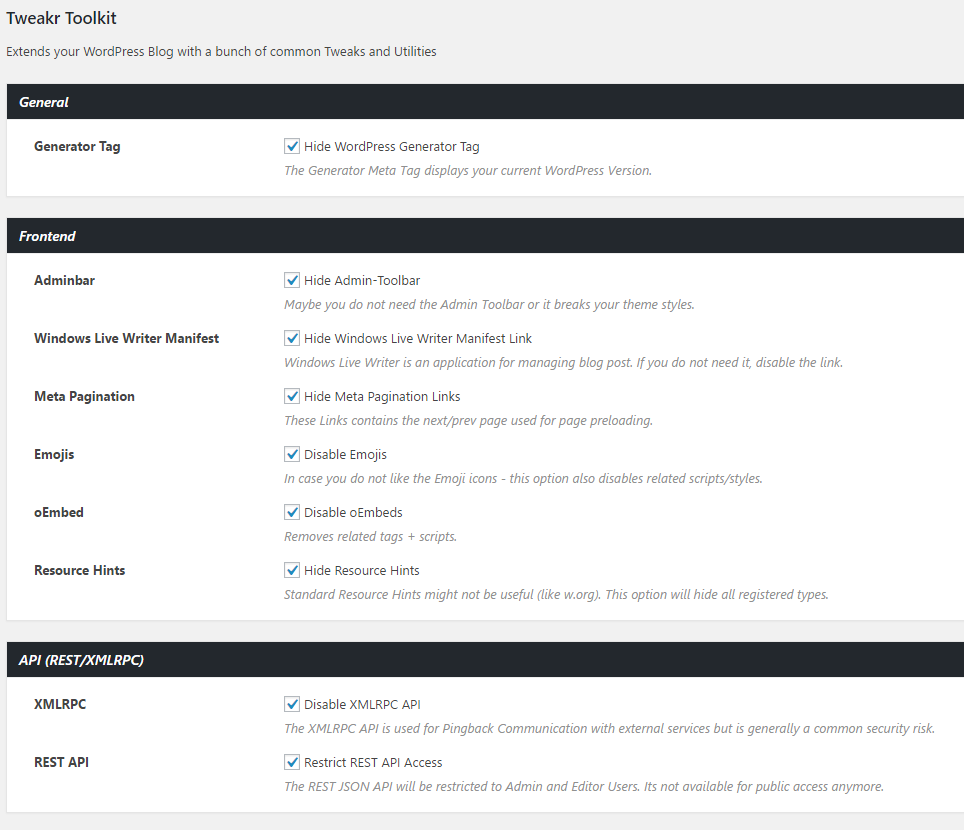 Tweakr Toolkit
Extends your WordPress Blog with a bunch of common Tweaks and Utilities
General
Generator Tag
Hide WordPress Generator Tag
The Generator Meta Tag displays your current WordPress Version.
Frontend
Adminbar
Hide Admin-Toolbar
Maybe you do not need the Admin Toolbar or it breaks your theme styles.
Windows Live Writer Manifest
Hide Windows Live Writer Manifest Link
Windows Live Writer is an application for managing blog post. If you do not need it, disable the link.
Meta Pagination
Hide Meta Pagination Links
These Links contains the next/prev page used for page preloading.
Emojis
Disable Emojis
In case you do not like the Emoji icons - this option also disables related scripts/styles.
oEmbed
Disable oEmbeds
Removes related tags + scripts.
Resource Hints
Hide Resource Hints
Standard Resource Hints might not be useful (like w.org). This option will hide all registered types.
API (REST/XMLRPC)
XMLRPC
Disable XMLRPC API
The XMLRPC API is used for Pingback Communication with external services but is generally a common security risk.
REST API
Restrict REST API Access
The REST JSON API will be restricted to Admin and Editor Users. Its not available for public access anymore.